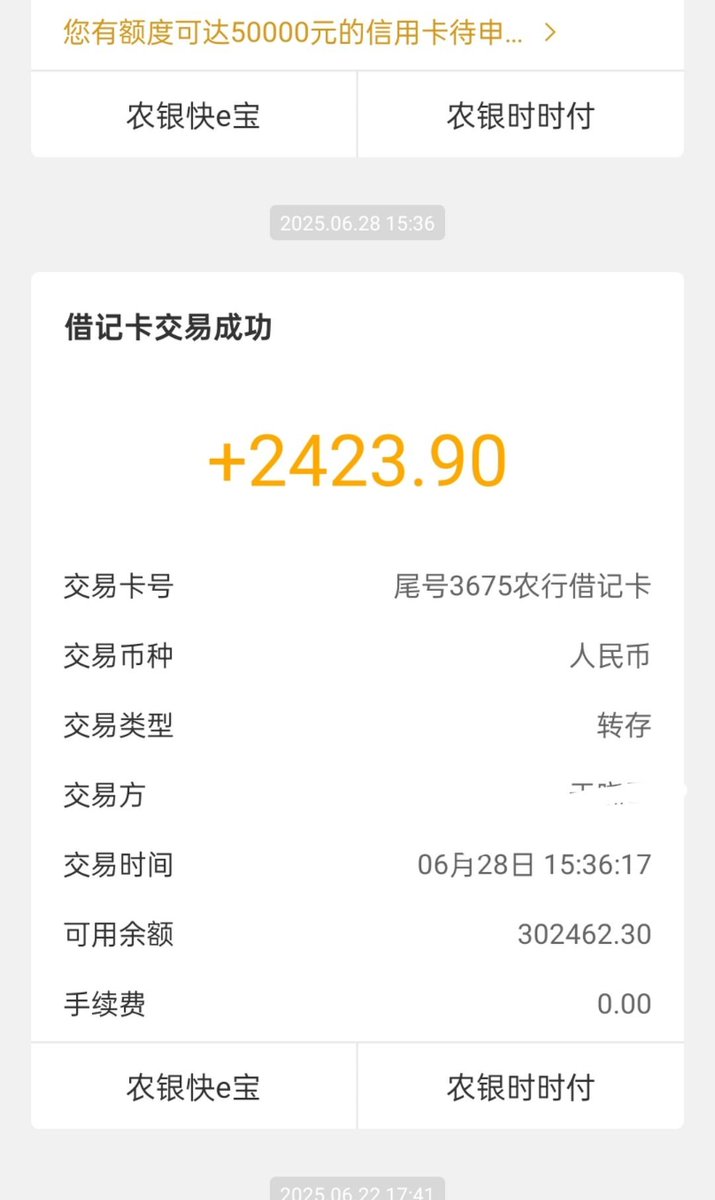 您有额度可达50000元的信用卡待申... >
农银快e宝 农银时时付
2025.06.28 15:36
借记卡交易成功
+2423.90
交易卡号 尾号3675农行借记卡
交易币种 人民币
交易类型 转存
交易方
交易时间 06月28日 15:36:17
可用余额 302462.30
手续费 0.00
农银快e宝 农银时时付
2025.06.22 17:41